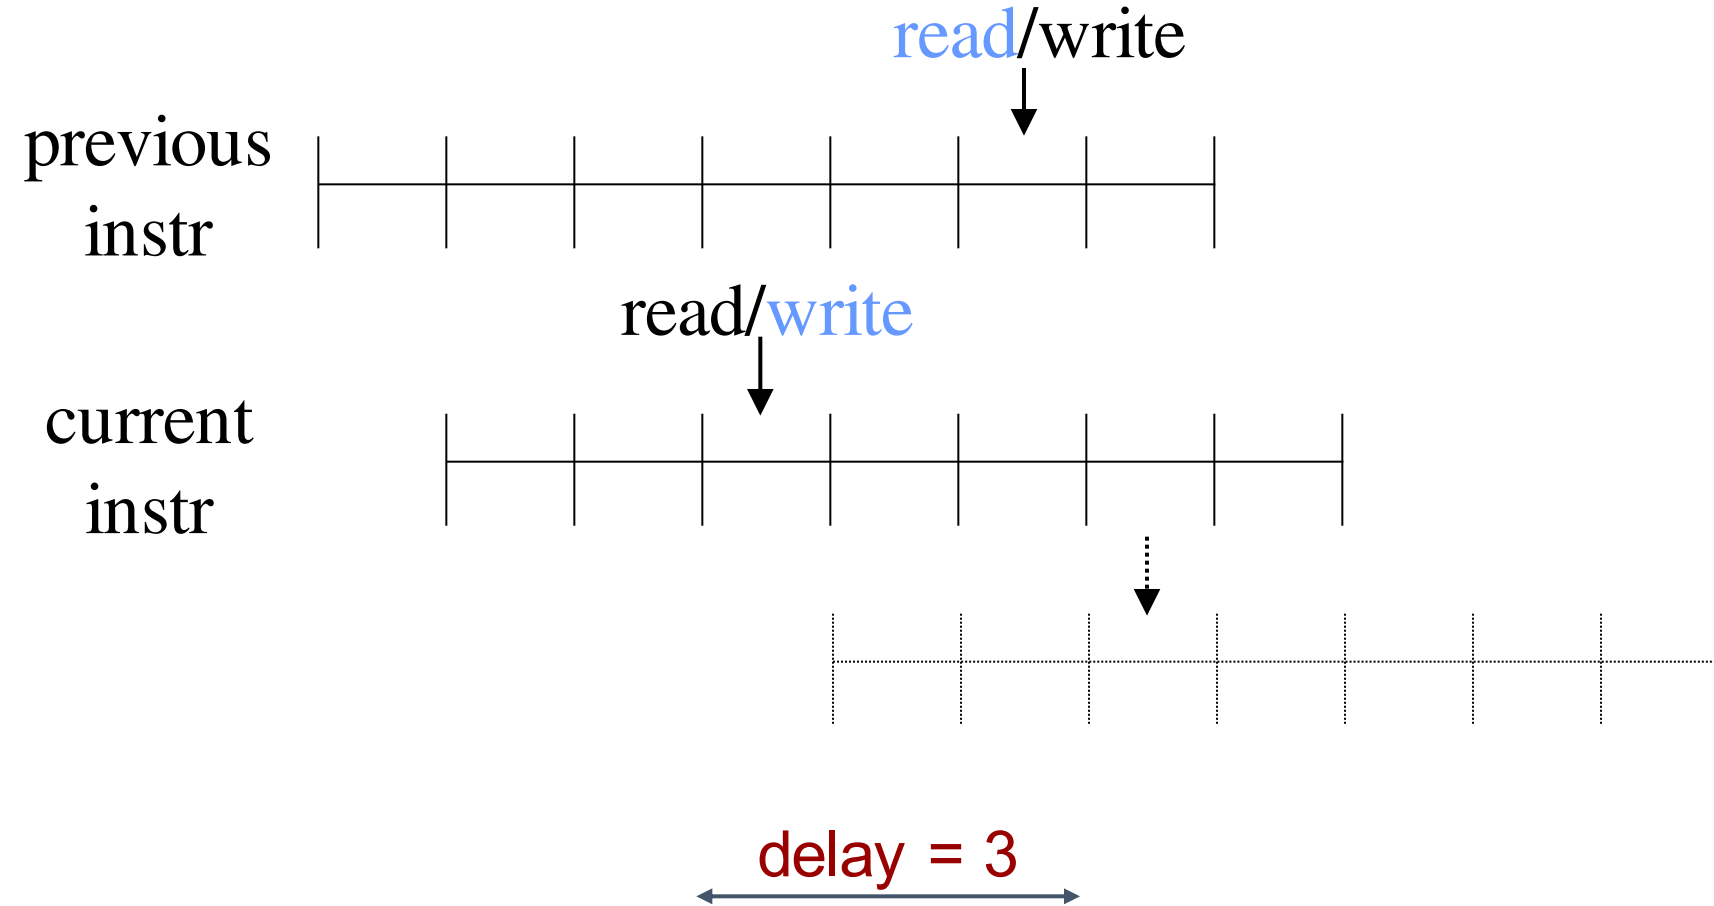 read/write
previous
instr
read/write
current
instr
delay = 3